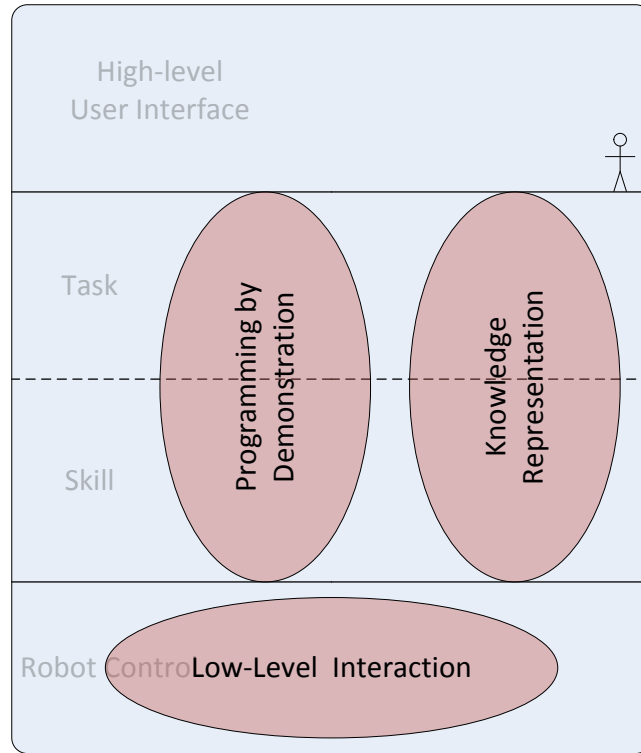 High-level
User Interface
Task
Programming by
Demonstration
Knowledge
Representation
Skill
Robot Contro
Low-Level Interaction